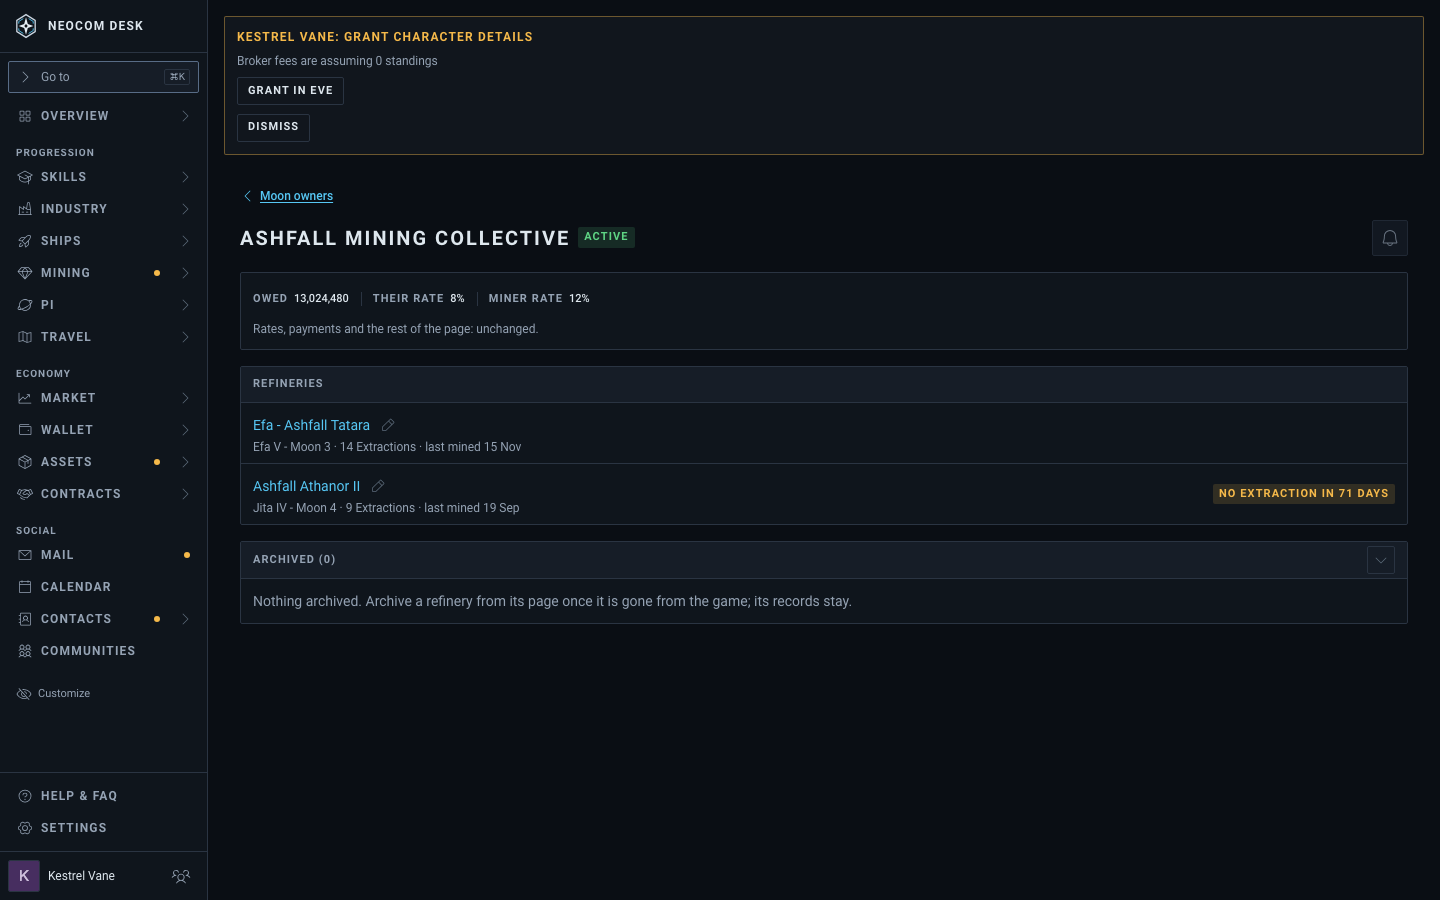 NEOCOM DESK
Go to
⌘K
OVERVIEW
PROGRESSION
SKILLS
INDUSTRY
SHIPS
MINING
PI
TRAVEL
ECONOMY
MARKET
WALLET
ASSETS
CONTRACTS
SOCIAL
MAIL
CALENDAR
CONTACTS
COMMUNITIES
Customize
HELP & FAQ
SETTINGS
K
Kestrel Vane
KESTREL VANE: GRANT CHARACTER DETAILS
Broker fees are assuming 0 standings
GRANT IN EVE
DISMISS
Moon owners
ASHFALL MINING COLLECTIVE ACTIVE
OWED 13,024,480 THEIR RATE 8% MINER RATE 12%
Rates, payments and the rest of the page: unchanged.
REFINERIES
Efa - Ashfall Tatara
Efa V - Moon 3 · 14 Extractions · last mined 15 Nov
Ashfall Athanor II
Jita IV - Moon 4 · 9 Extractions · last mined 19 Sep
NO EXTRACTION IN 71 DAYS
ARCHIVED (0)
Nothing archived. Archive a refinery from its page once it is gone from the game; its records stay.